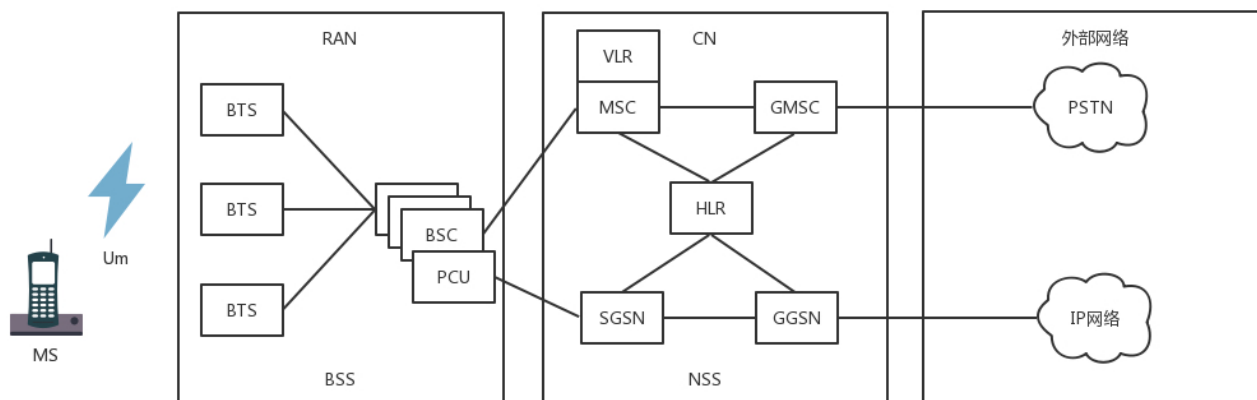 RAN
CN
外部网络
VLR
BTS
MSC
GMSC
PSTN
BTS
HLR
BSC
Um
PCU
BTS
SGSN
GGSN
IP网络
MS
BSS
NSS